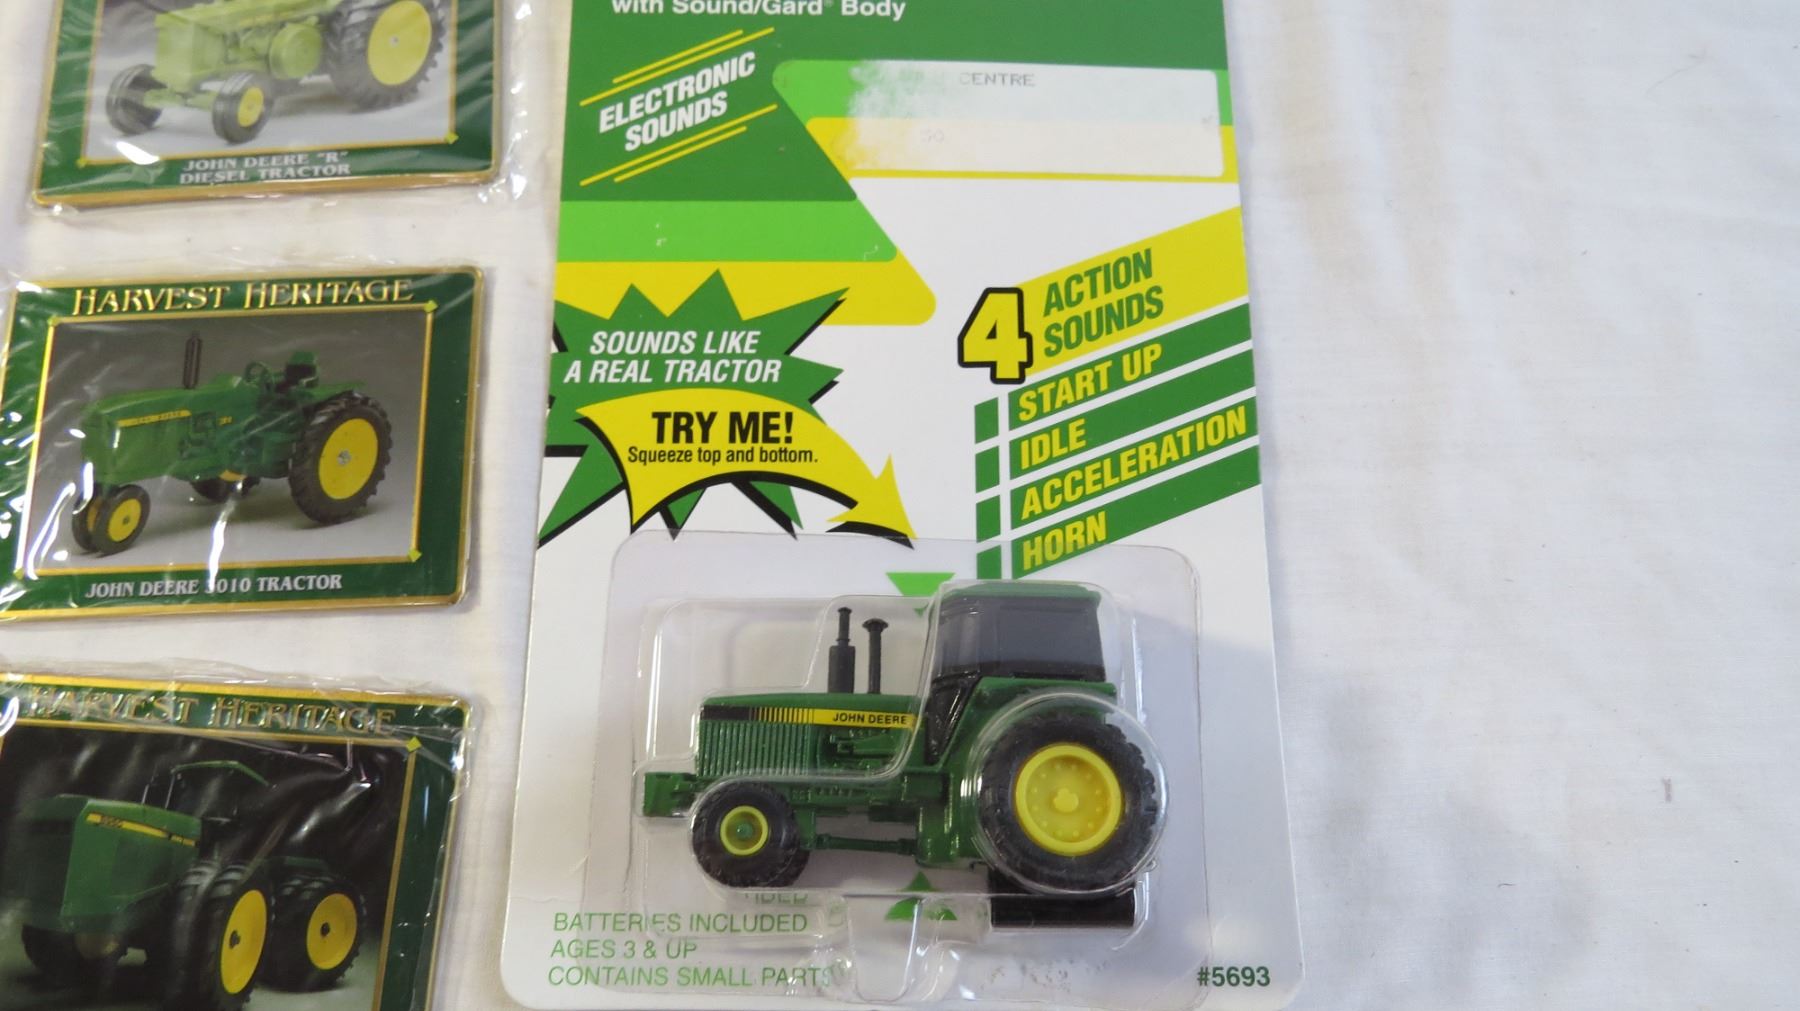 JOHN DEERE "R"
DIESEL TRACTOR
HARVEST HERITAGE
JOHN DEERE 3010 TRACTOR
HARVEST HERITAGE
with Sound/Gard® Body
ELECTRONIC
SOUNDS
CENTRE
SOUNDS LIKE
A REAL TRACTOR
TRY ME!
Squeeze top and bottom.
4 ACTION
SOUNDS
START UP
IDLE
ACCELERATION
HORN
JOHN DEERE
BATTERIES INCLUDED
AGES 3 & UP
CONTAINS SMALL PARTS
#5693